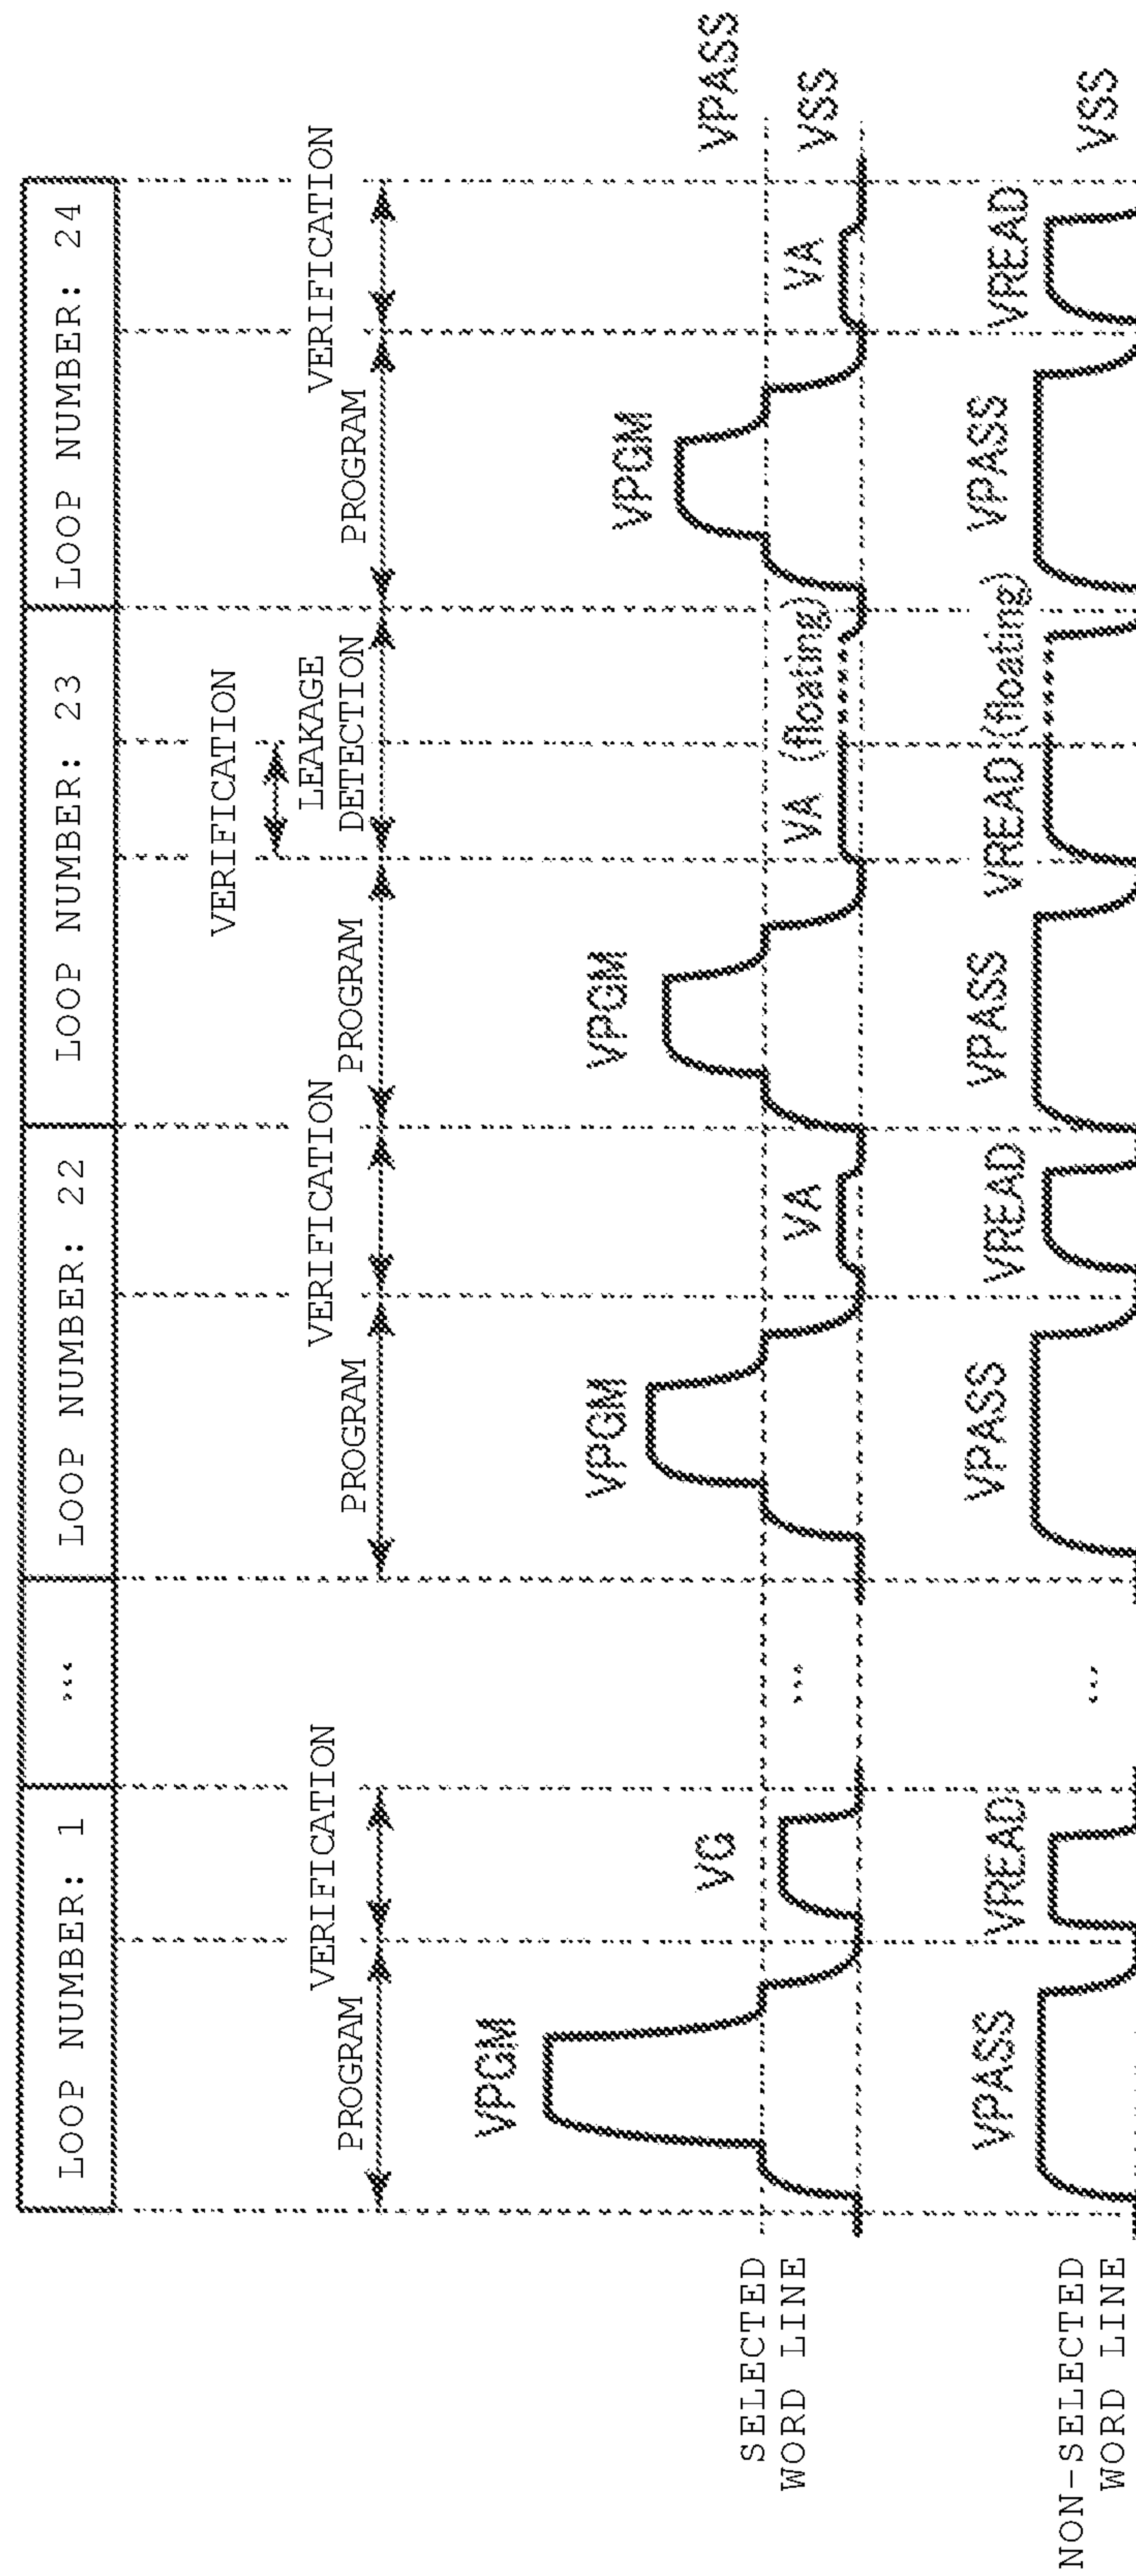 LOOP NUMBER: 1
...
LOOP NUMBER: 22
LOOP NUMBER: 23
LOOP NUMBER: 24
VERIFICATION
PROGRAM
VERIFICATION
PROGRAM
VERIFICATION
PROGRAM
VERIFICATION
LEAKAGE
DETECTION
PROGRAM
VERIFICATION
SELECTED
WORD LINE
VPGM
VG
...
VPGM
VA
VPGM
VA (floating)
VPGM
VA
VPASS
VSS
NON-SELECTED
WORD LINE
VPASS
VREAD
...
VPASS
VREAD
VPASS
VREAD (floating)
VPASS
VREAD
VSS